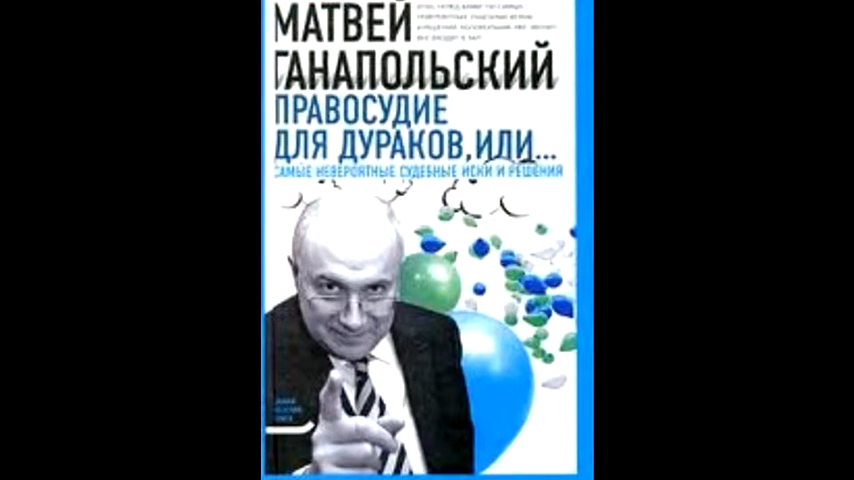 МАТВЕЙ
ГАНАПОЛЬСКИЙ
ПРАВОСУДИЕ
ДЛЯ ДУРАКОВ, ИЛИ...
САМЫЕ НЕВЕРОЯТНЫЕ СУДЕБНЫЕ ИСКИ И РЕШЕНИЯ